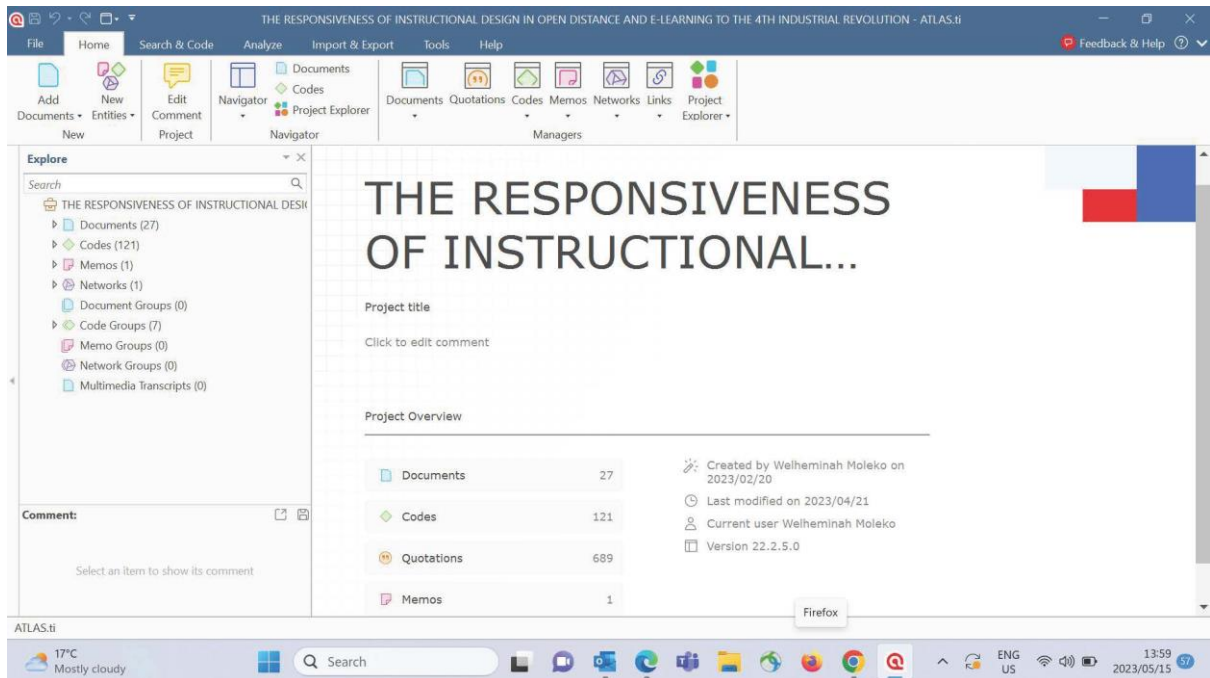 THE RESPONSIVENESS OF INSTRUCTIONAL DESIGN IN OPEN DISTANCE AND E-LEARNING TO THE 4TH INDUSTRIAL REVOLUTION - ATLAS.ti
File Home Search & Code Analyze Import & Export Tools Help Feedback & Help
Add Documents
New Entities
New
Edit Comment
Project
Navigator
Documents
Codes
Project Explorer
Navigator
Documents Quotations Codes Memos Networks Links Project Explorer
Managers
Explore
Search
THE RESPONSIVENESS OF INSTRUCTIONAL DESI
Documents (27)
Codes (121)
Memos (1)
Networks (1)
Document Groups (0)
Code Groups (7)
Memo Groups (0)
Network Groups (0)
Multimedia Transcripts (0)
Comment:
Select an item to show its comment
THE RESPONSIVENESS
OF INSTRUCTIONAL...
Project title
Click to edit comment
Project Overview
Documents 27
Codes 121
Quotations 689
Memos 1
Created by Welheminah Moleko on
2023/02/20
Last modified on 2023/04/21
Current user Welheminah Moleko
Version 22.2.5.0
Firefox
ATLAS.ti
17°C
Mostly cloudy
Search
ENG
US
13:59
2023/05/15
57